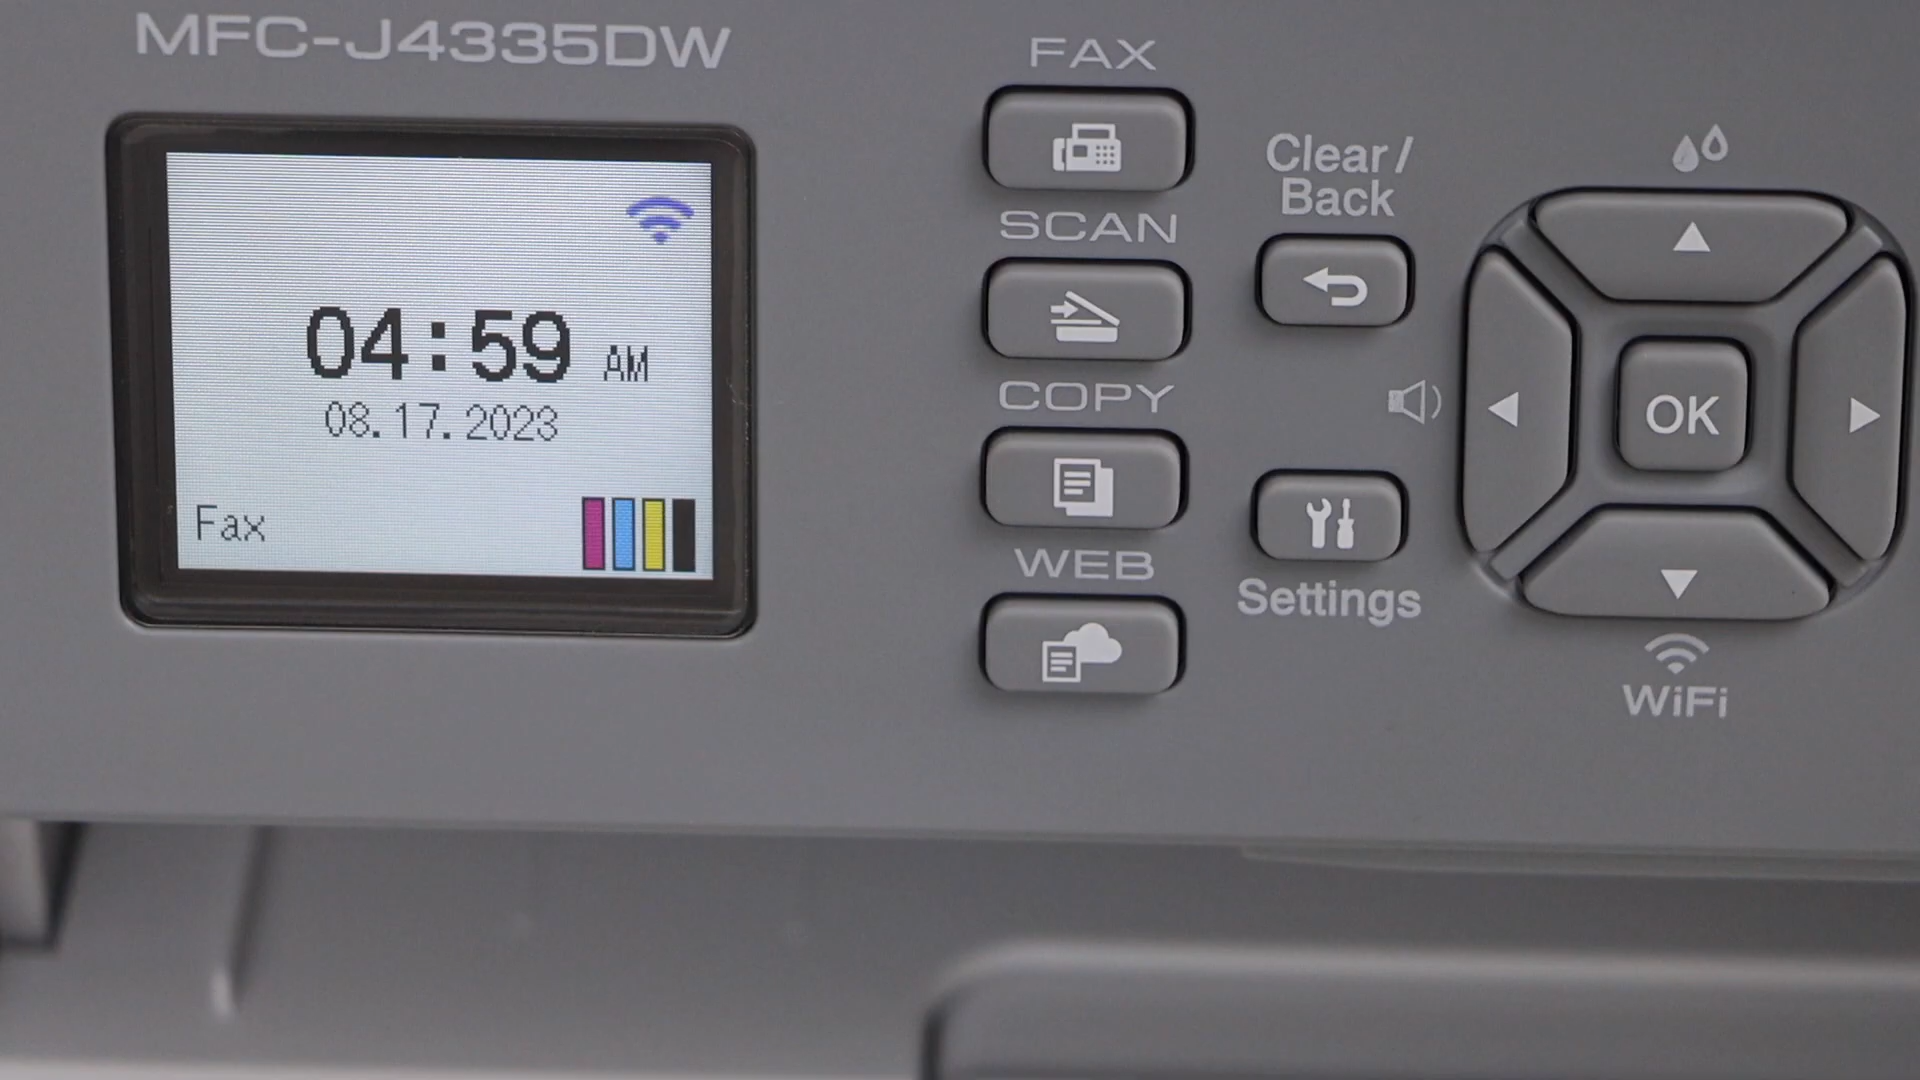 MFC-J4335DW
04:59 AM
08.17.2023
Fax
FAX
SCAN
COPY
WEB
Clear/
Back
Settings
OK
WiFi